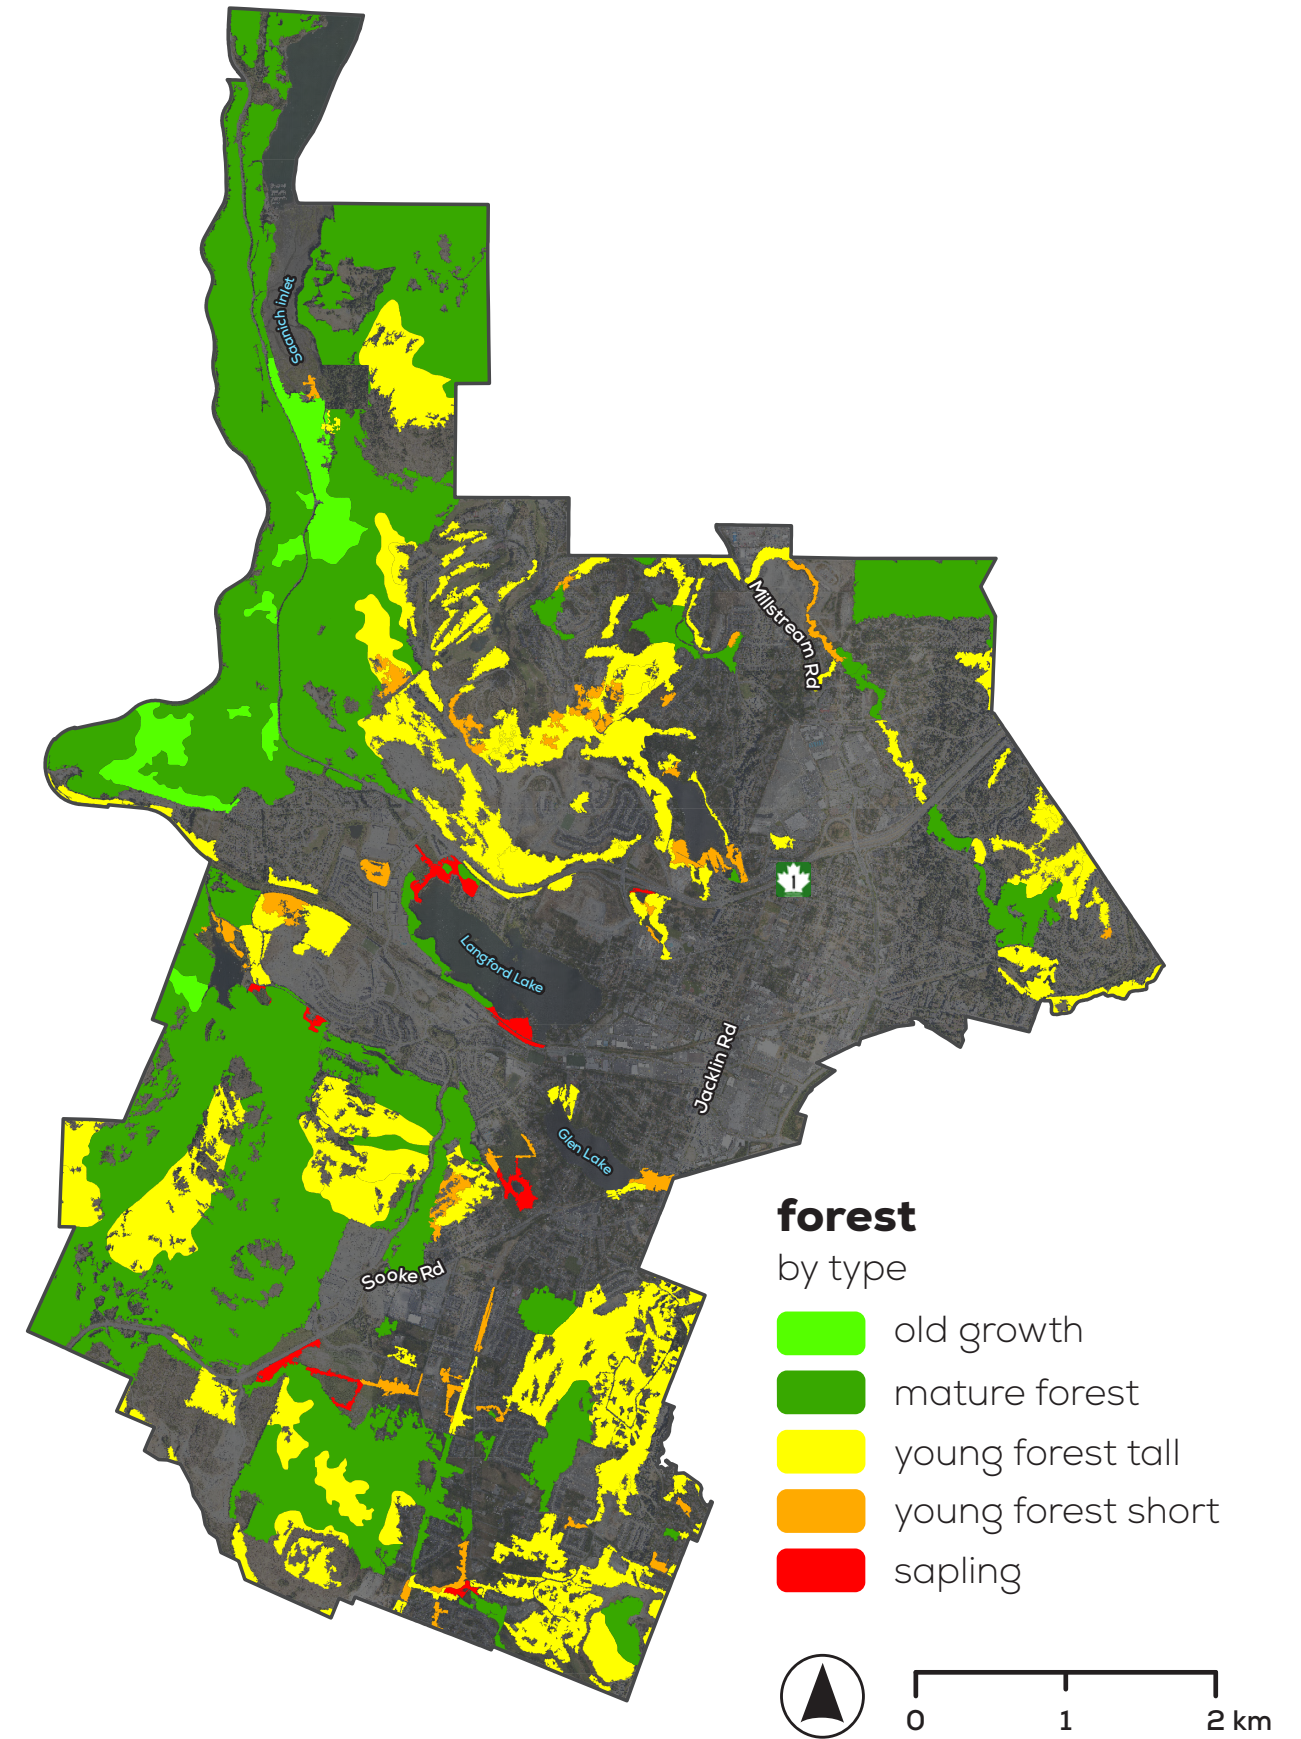 Saanich inlet
Millstream Rd
1
Langford Lake
Jacklin Rd
Glen Lake
Sooke Rd
forest
by type
old growth
mature forest
young forest tall
young forest short
sapling
0 1 2 km